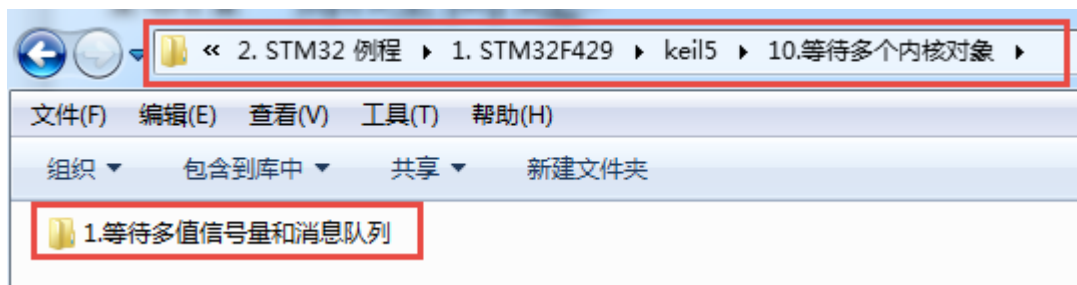 « 2. STM32 例程 ▸ 1. STM32F429 ▸ keil5 ▸ 10.等待多个内核对象 ▸
文件(F) 编辑(E) 查看(V) 工具(T) 帮助(H)
组织 ▼ 包含到库中 ▼ 共享 ▼ 新建文件夹
1.等待多值信号量和消息队列